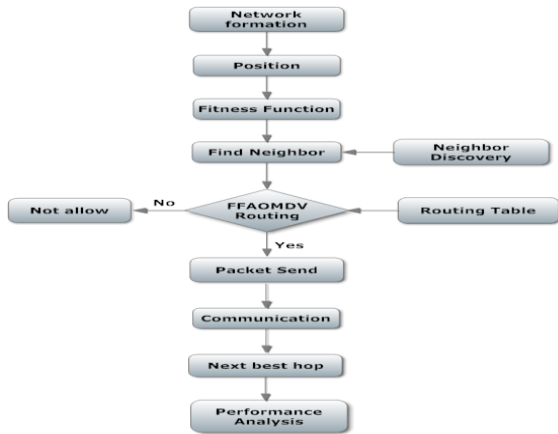 Network
formation
Position
Fitness Function
Find Neighbor
Neighbor
Discovery
No
Not allow
FFAOMDV
Routing
Routing Table
Yes
Packet Send
Communication
Next best hop
Performance
Analysis